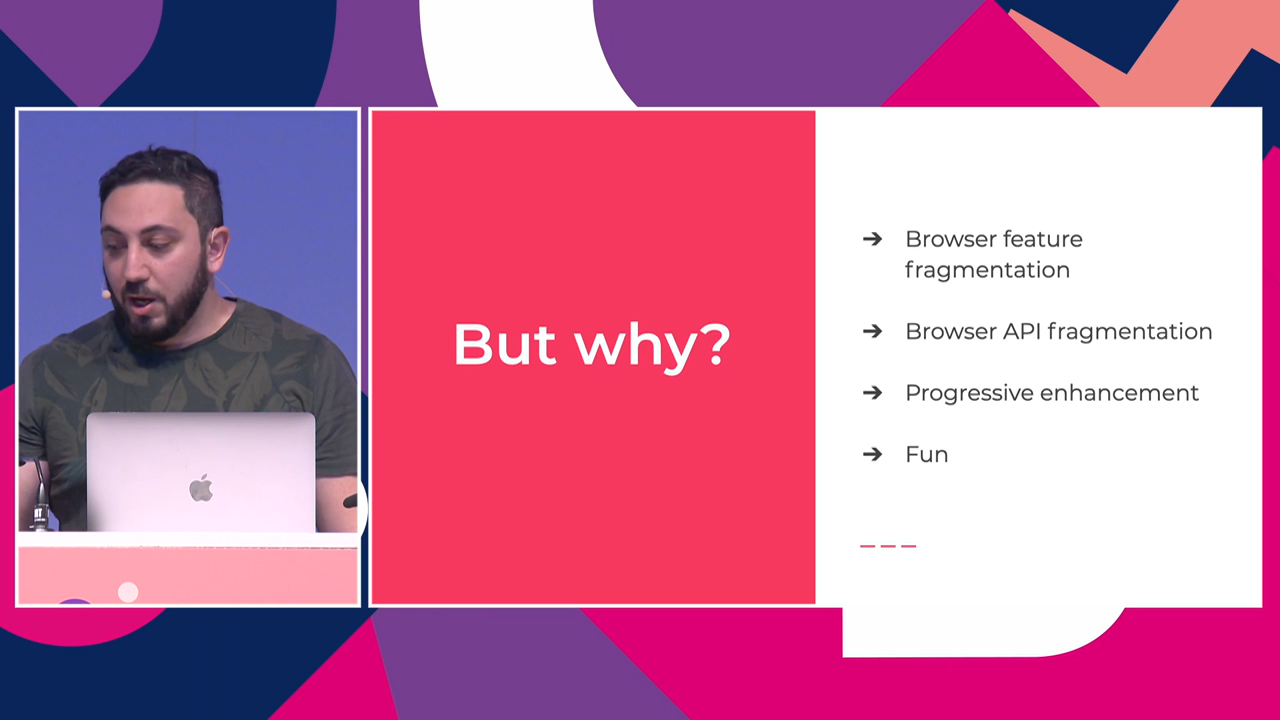 But why?
➔ Browser feature
fragmentation
➔ Browser API fragmentation
➔ Progressive enhancement
➔ Fun